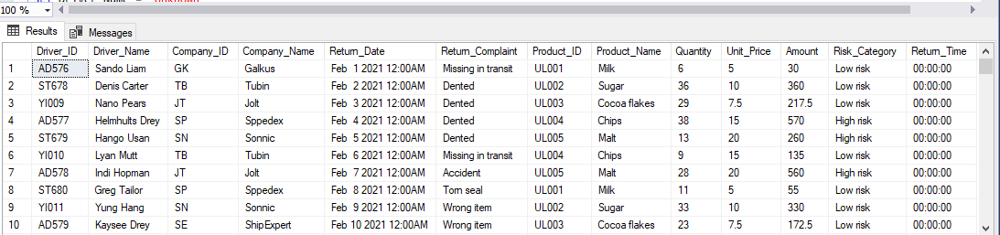 100 %
Results Messages
Driver_ID Driver_Name Company_ID Company_Name Return_Date Return_Complaint Product_ID Product_Name Quantity Unit_Price Amount Risk_Category Return_Time
1 AD576 Sando Liam GK Galkus Feb 1 2021 12:00AM Missing in transit UL001 Milk 6 5 30 Low risk 00:00:00
2 ST678 Denis Carter TB Tubin Feb 2 2021 12:00AM Dented UL002 Sugar 36 10 360 Low risk 00:00:00
3 YI009 Nano Pears JT Jolt Feb 3 2021 12:00AM Dented UL003 Cocoa flakes 29 7.5 217.5 Low risk 00:00:00
4 AD577 Helmhults Drey SP Sppedex Feb 4 2021 12:00AM Dented UL004 Chips 38 15 570 High risk 00:00:00
5 ST679 Hango Usan SN Sonnic Feb 5 2021 12:00AM Dented UL005 Malt 13 20 260 High risk 00:00:00
6 YI010 Lyan Mutt TB Tubin Feb 6 2021 12:00AM Missing in transit UL004 Chips 9 15 135 Low risk 00:00:00
7 AD578 Indi Hopman JT Jolt Feb 7 2021 12:00AM Accident UL005 Malt 28 20 560 High risk 00:00:00
8 ST680 Greg Tailor SP Sppedex Feb 8 2021 12:00AM Torn seal UL001 Milk 11 5 55 Low risk 00:00:00
9 YI011 Yung Hang SN Sonnic Feb 9 2021 12:00AM Wrong item UL002 Sugar 33 10 330 Low risk 00:00:00
10 AD579 Kaysee Drey SE ShipExpert Feb 10 2021 12:00AM Wrong item UL003 Cocoa flakes 23 7.5 172.5 Low risk 00:00:00